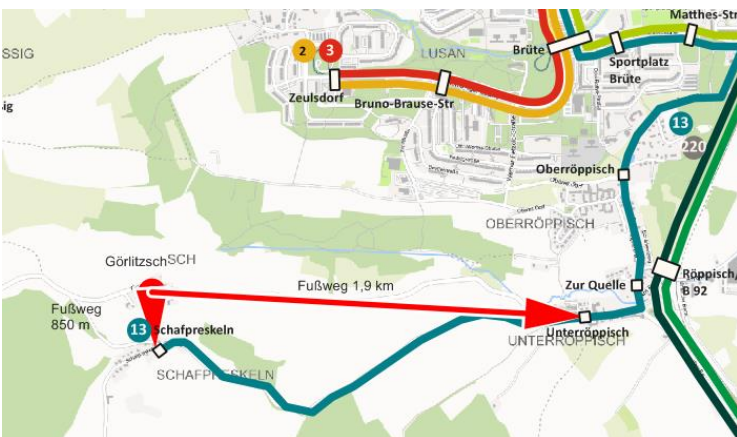 Matthes-Str
SSIG
2
3
LUSAN
Brüte
Sportplatz
Brüte
Zeulsdorf
Bruno-Brause-Str
ig
13
220
Oberröppisch
OBERRÖPPISCH
Görlitzsch
SCH
Fußweg 1,9 km
Zur Quelle
Röppisch/
B 92
Fußweg
850 m
13
Schafpreskeln
Unterröppisch
UNTERRÖPPISCH
SCHAFPRESKELN